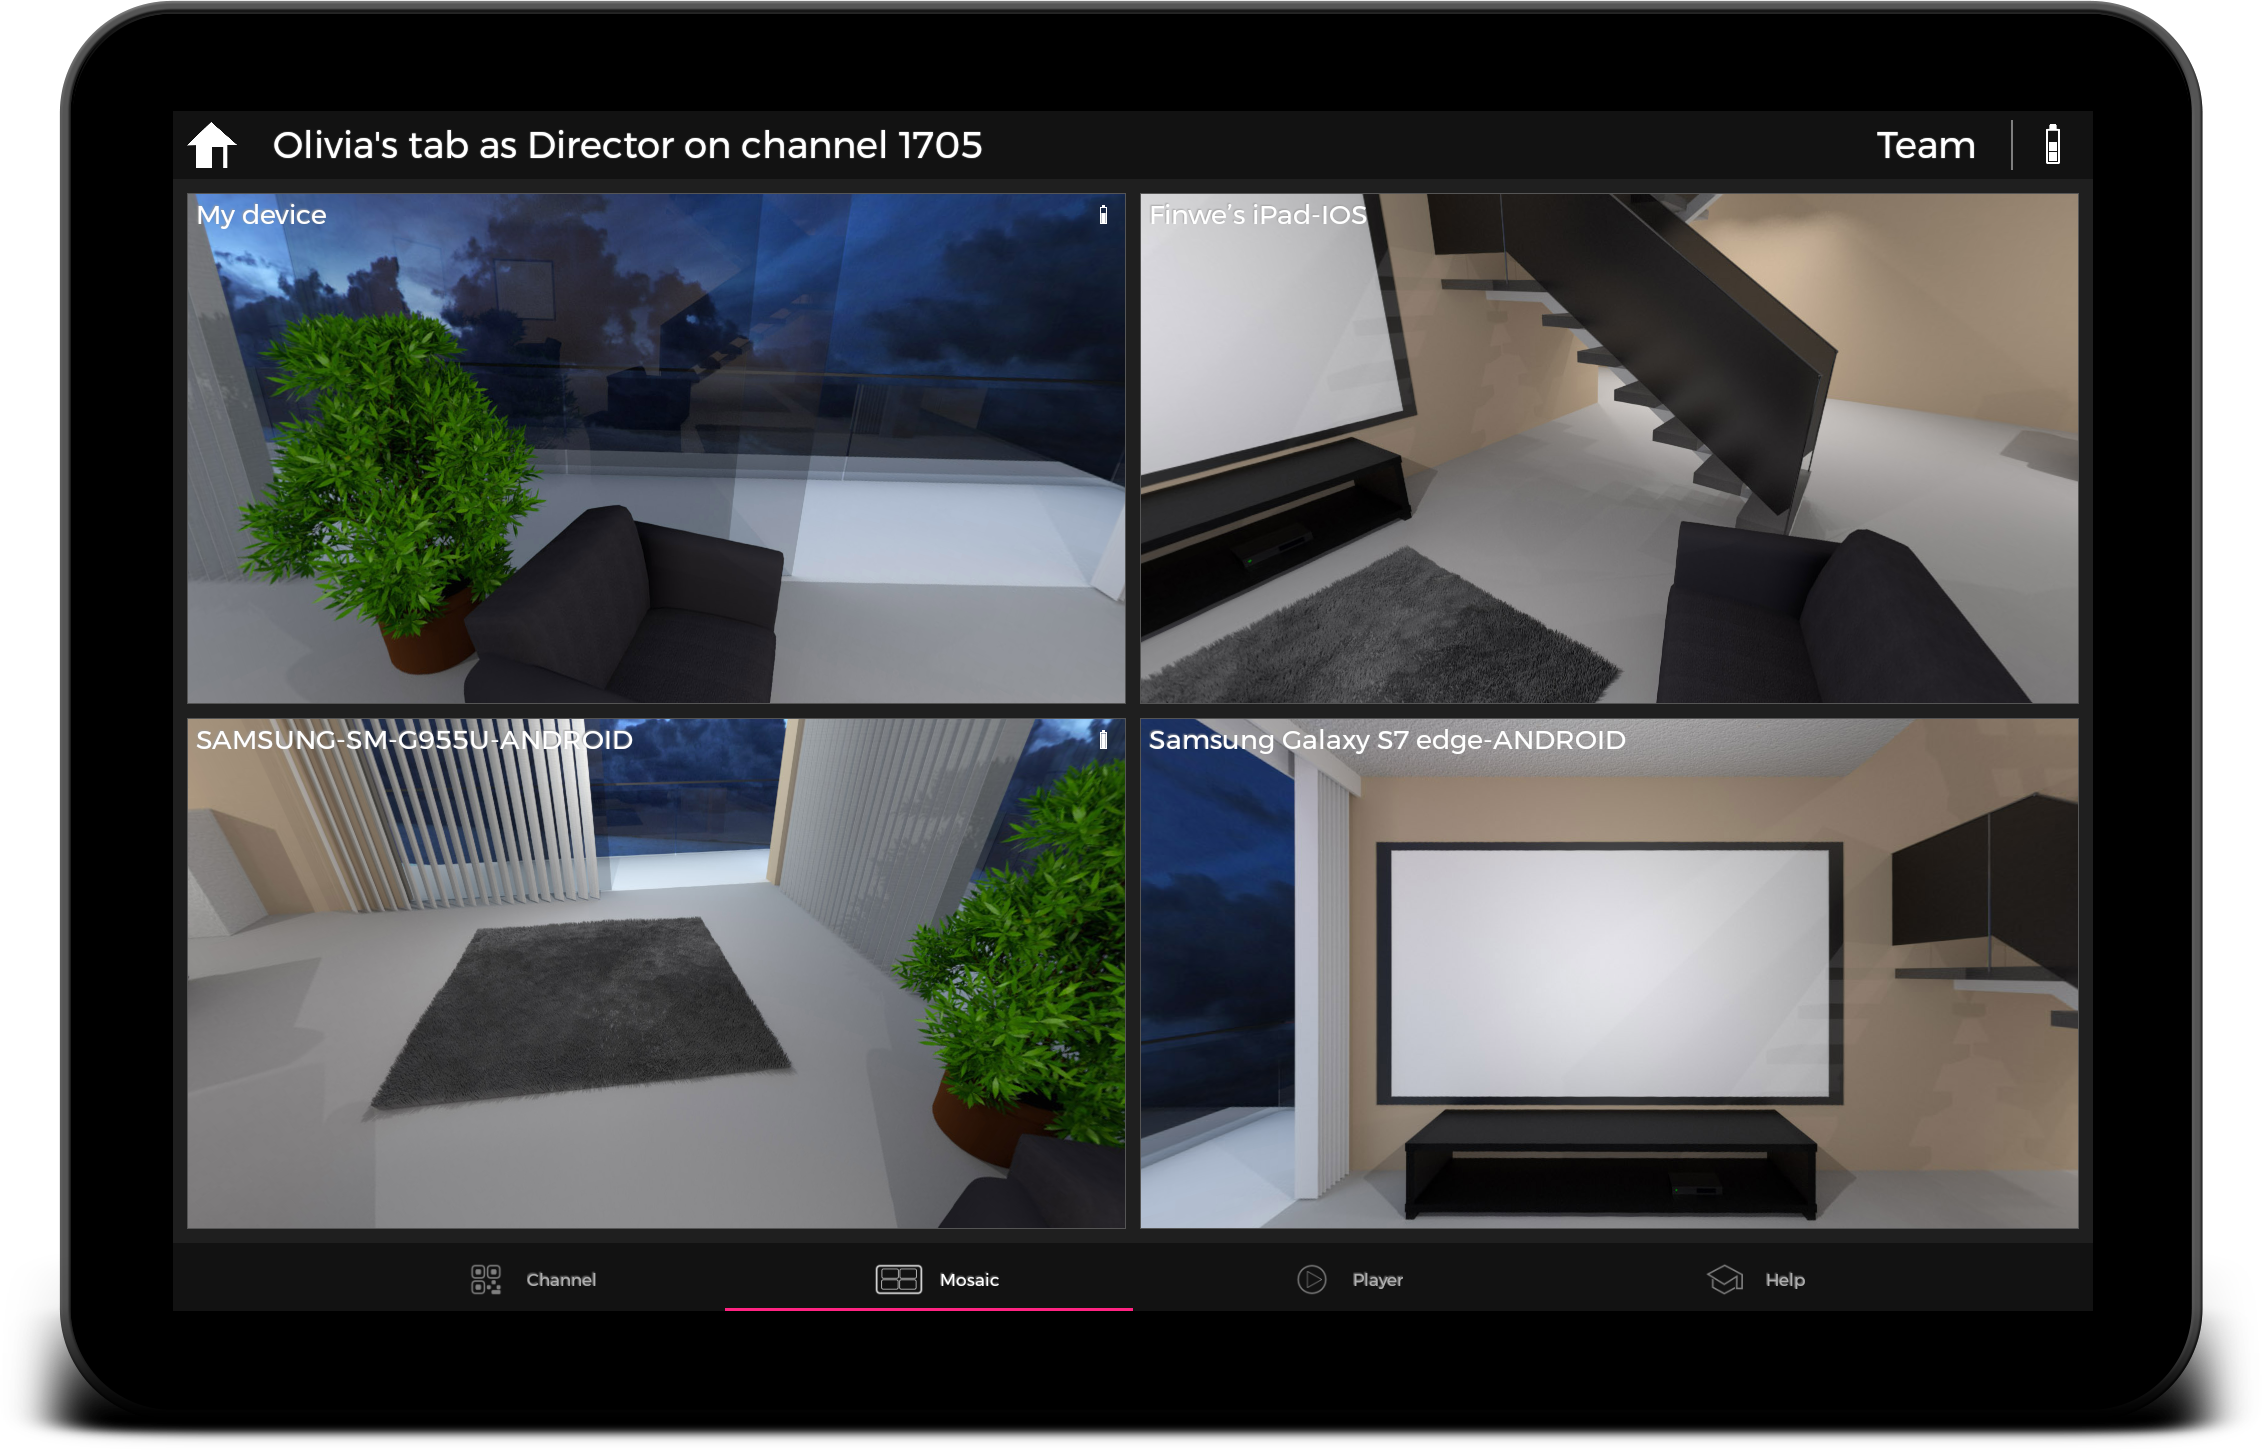 Olivia's tab as Director on channel 1705
Team
My device
Finwe's iPad-IOS
SAMSUNG-SM-G955U-ANDROID
Samsung Galaxy S7 edge-ANDROID
Channel
Mosaic
Player
Help